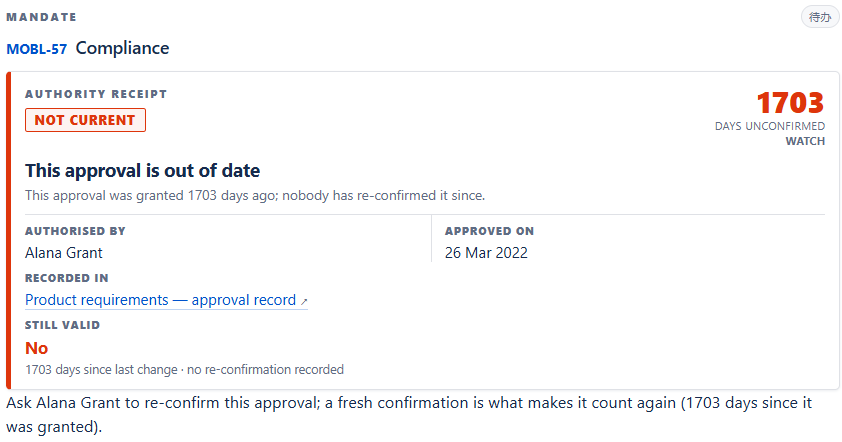 MANDATE
待办
MOBL-57 Compliance
AUTHORITY RECEIPT
NOT CURRENT
1703
DAYS UNCONFIRMED
WATCH
This approval is out of date
This approval was granted 1703 days ago; nobody has re-confirmed it since.
AUTHORISED BY
Alana Grant
APPROVED ON
26 Mar 2022
RECORDED IN
Product requirements — approval record ↗
STILL VALID
No
1703 days since last change · no re-confirmation recorded
Ask Alana Grant to re-confirm this approval; a fresh confirmation is what makes it count again (1703 days since it
was granted).